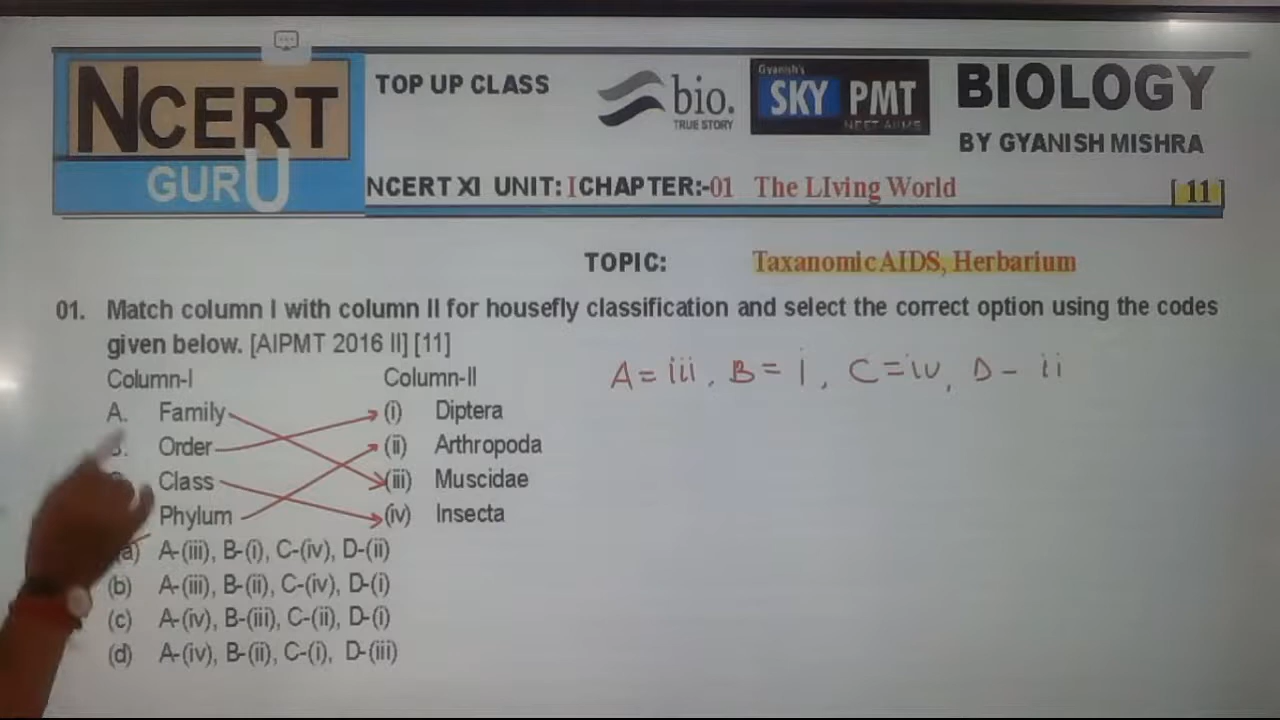 NCERT
GURU
TOP UP CLASS
bio.
TRUE STORY
Gyanish's
SKY PMT
NEET-AIIMS
BIOLOGY
BY GYANISH MISHRA
NCERT XI UNIT: I CHAPTER:-01 The LIving World [ 11 ]
TOPIC: Taxanomic AIDS, Herbarium
01. Match column I with column II for housefly classification and select the correct option using the codes
given below. [AIPMT 2016 II] [11]
Column-I Column-II
A = iii, B = i, C = iv, D - ii
A. Family (i) Diptera
B. Order (ii) Arthropoda
Class (iii) Muscidae
Phylum (iv) Insecta
(a) A-(iii), B-(i), C-(iv), D-(ii)
(b) A-(iii), B-(ii), C-(iv), D-(i)
(c) A-(iv), B-(iii), C-(ii), D-(i)
(d) A-(iv), B-(ii), C-(i), D-(iii)